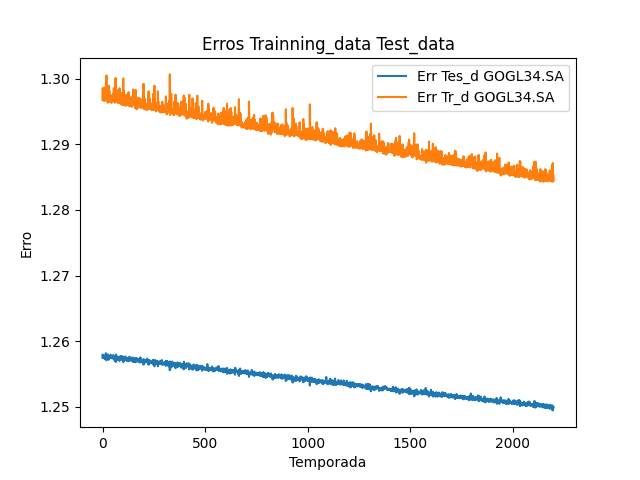 Erros Trainning_data Test_data
Err Tes_d GOGL34.SA
Err Tr_d GOGL34.SA
1.30
1.29
1.28
1.27
1.26
1.25
Erro
0
500
1000
1500
2000
Temporada